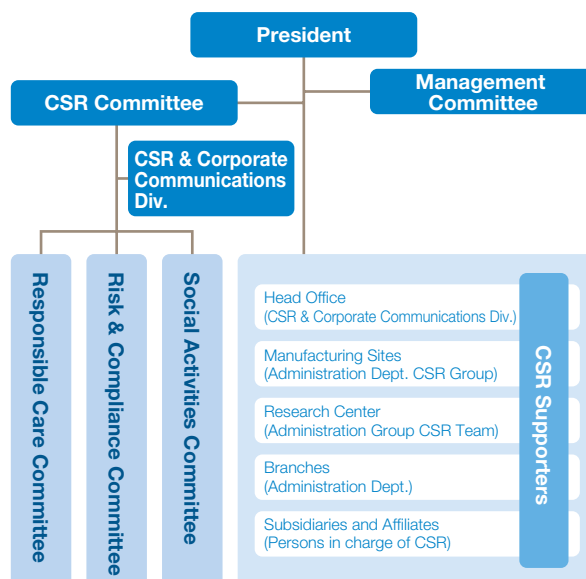 President
CSR Committee
Management
Committee
CSR & Corporate
Communications
Div.
Responsible Care Committee
Risk & Compliance Committee
Social Activities Committee
Head Office
(CSR & Corporate Communications Div.)
Manufacturing Sites
(Administration Dept. CSR Group)
Research Center
(Administration Group CSR Team)
Branches
(Administration Dept.)
Subsidiaries and Affiliates
(Persons in charge of CSR)
CSR Supporters